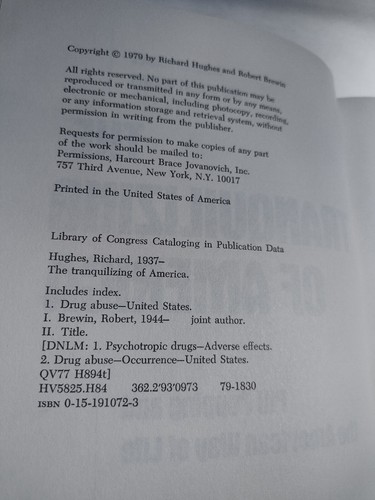 Copyright © 1979 by Richard Hughes and Robert Brewin
All rights reserved. No part of this publication may be
reproduced or transmitted in any form or by any means,
electronic or mechanical, including photocopy, recording,
or any information storage and retrieval system, without
permission in writing from the publisher.
Requests for permission to make copies of any part
of the work should be mailed to:
Permissions, Harcourt Brace Jovanovich, Inc.
757 Third Avenue, New York, N.Y. 10017
Printed in the United States of America
Library of Congress Cataloging in Publication Data
Hughes, Richard, 1937–
The tranquilizing of America.
Includes index.
1. Drug abuse—United States.
I. Brewin, Robert, 1944– joint author.
II. Title.
[DNLM: 1. Psychotropic drugs—Adverse effects.
2. Drug abuse—Occurrence—United States.
QV77 H894t]
HV5825.H84 362.2'93'0973 79-1830
ISBN 0-15-191072-3